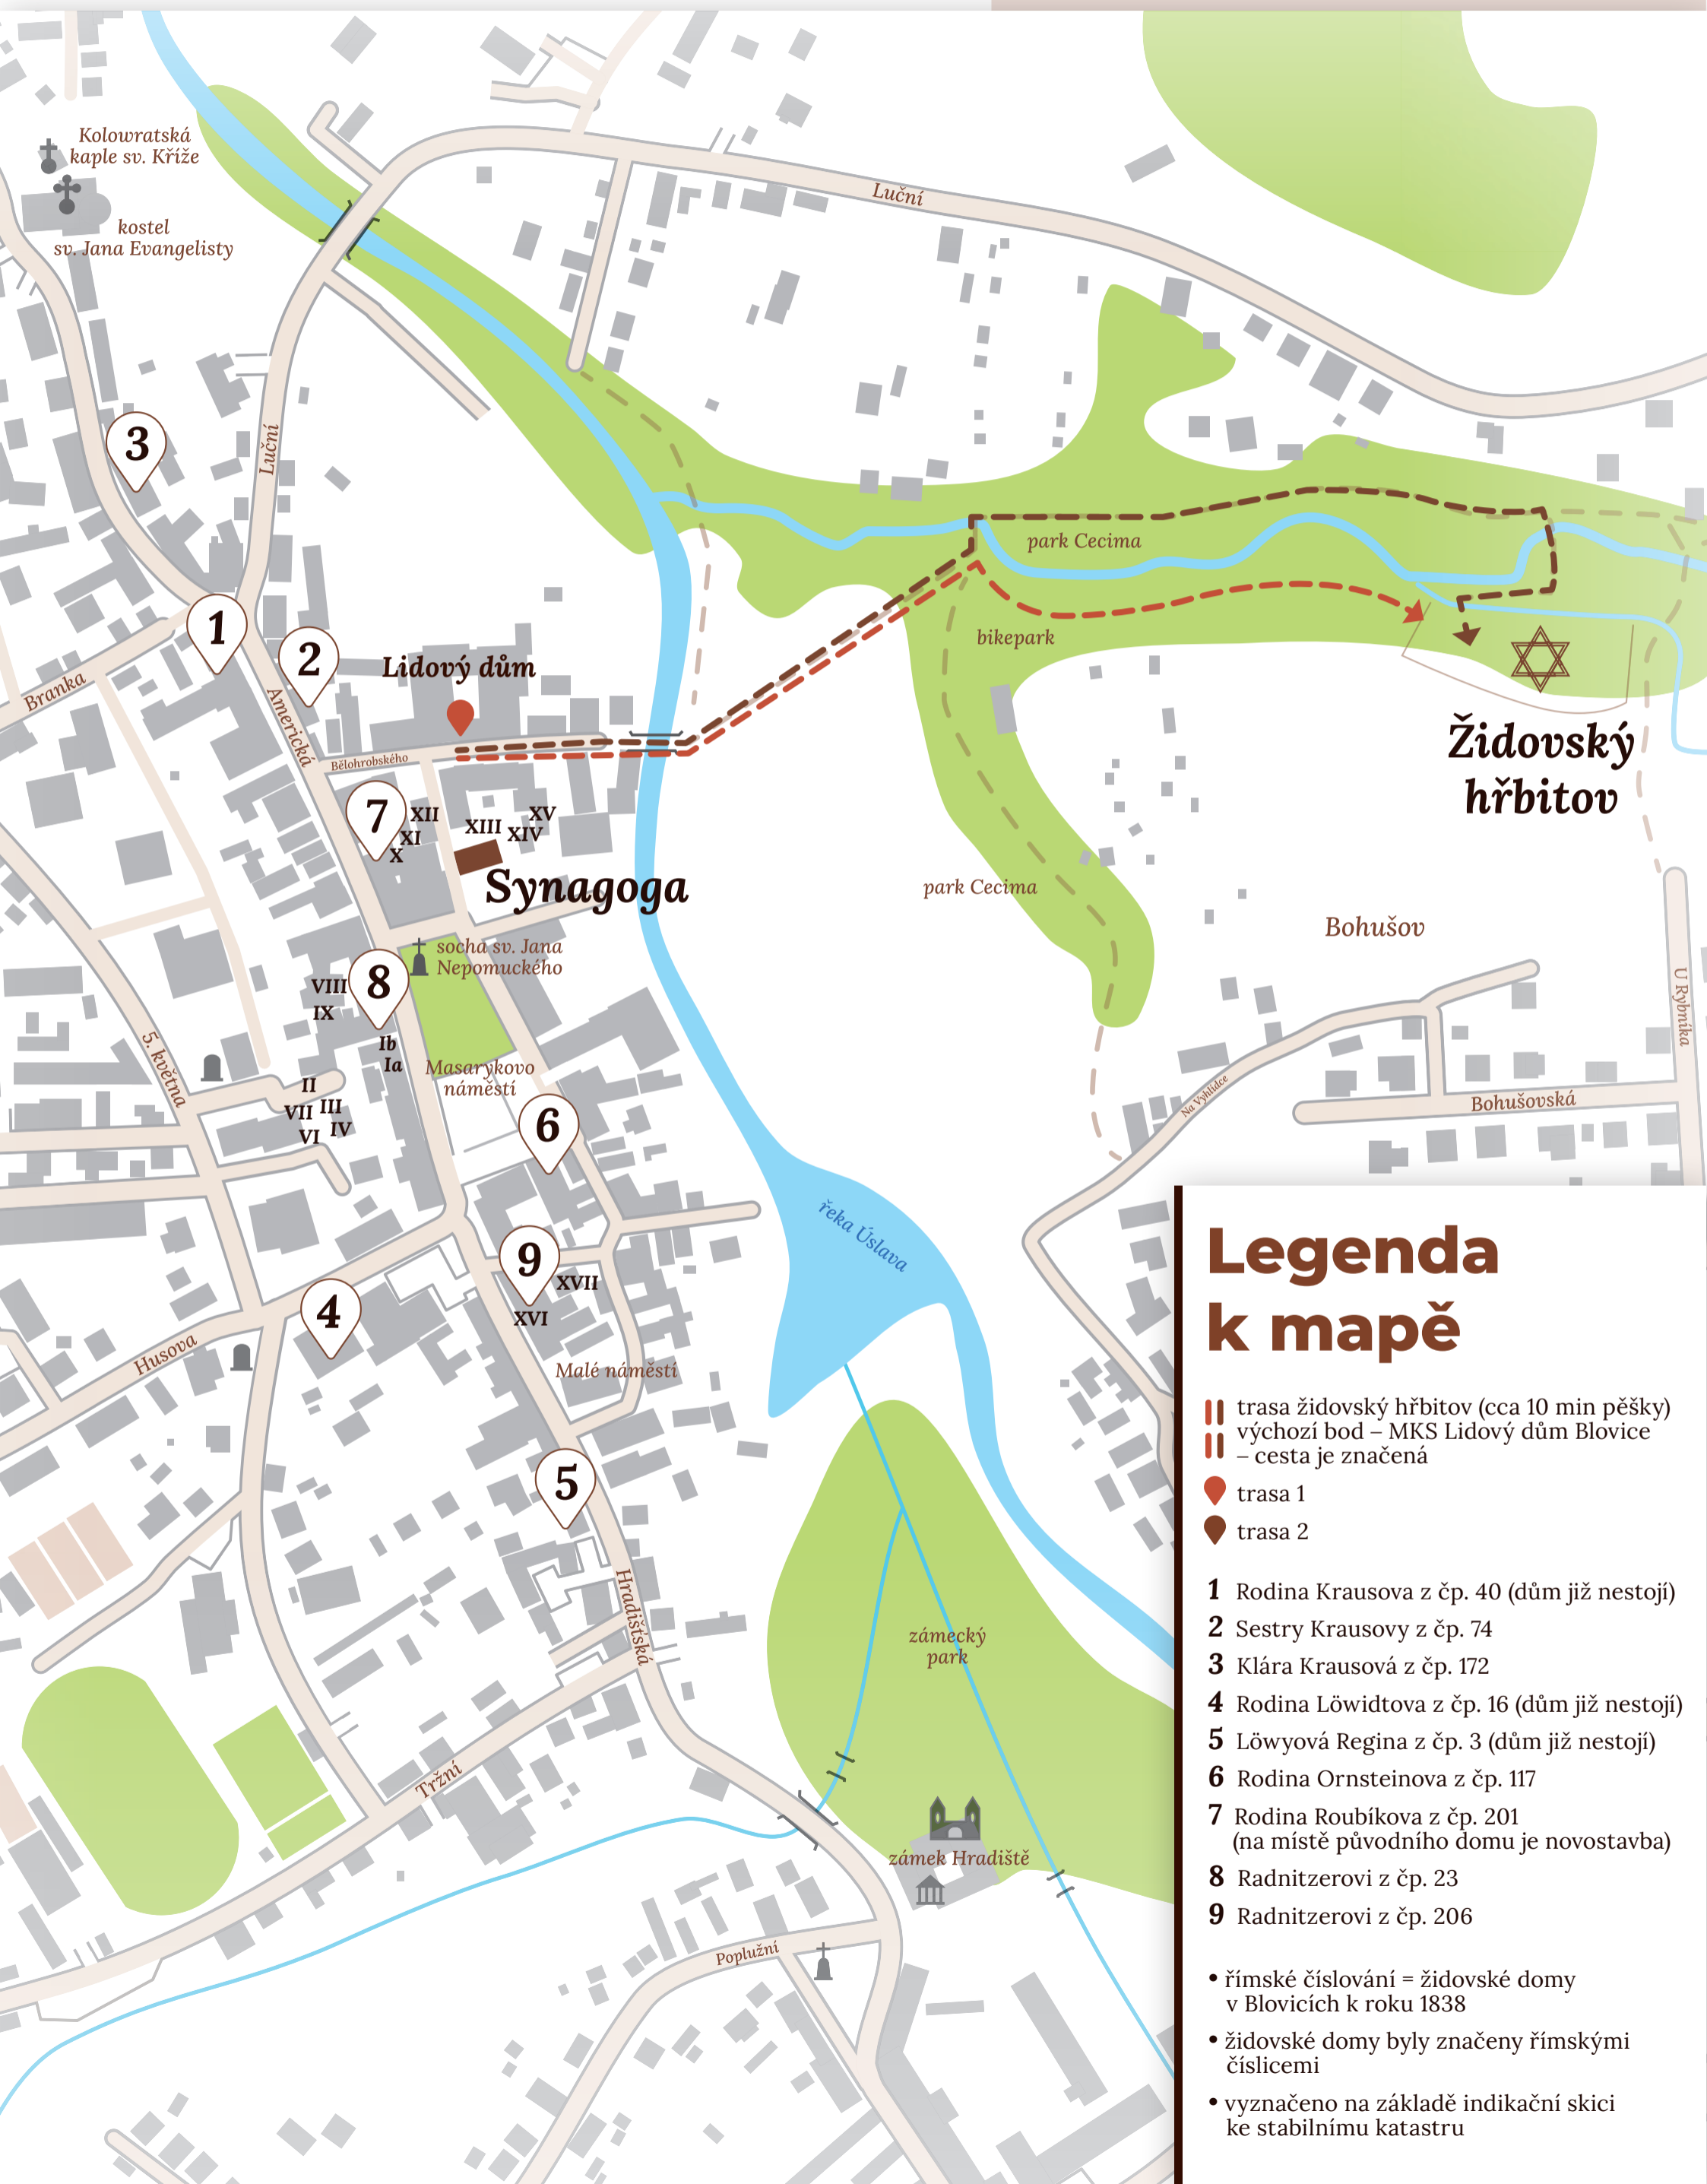 Kolowratská
kaple sv. Kříže
kostel
sv. Jana Evangelisty
Luční
3
Luční
park Cecima
1
2
Lidový dům
bikepark
Branka
Americká
Bělohrobského
Židovský
hřbitov
7
XII
XI
X
XIII
XV
XIV
Synagoga
park Cecima
Bohušov
socha sv. Jana
Nepomuckého
8
VIII
IX
Ib
Ia
U Rybníka
5. května
Masarykovo
náměstí
II
VII
III
VI
IV
6
Na Vyhlídce
Bohušovská
řeka Úslava
9
XVII
XVI
4
Husova
Malé náměstí
5
Hradišťská
zámecký
park
Tržní
zámek Hradiště
Poplužní
Legenda
k mapě
trasa židovský hřbitov (cca 10 min pěšky)
výchozí bod – MKS Lidový dům Blovice
– cesta je značená
trasa 1
trasa 2
1 Rodina Krausova z čp. 40 (dům již nestojí)
2 Sestry Krausovy z čp. 74
3 Klára Krausová z čp. 172
4 Rodina Löwidtova z čp. 16 (dům již nestojí)
5 Löwyová Regina z čp. 3 (dům již nestojí)
6 Rodina Ornsteinova z čp. 117
7 Rodina Roubíkova z čp. 201
(na místě původního domu je novostavba)
8 Radnitzerovi z čp. 23
9 Radnitzerovi z čp. 206
• římské číslování = židovské domy
v Blovicích k roku 1838
• židovské domy byly značeny římskými
číslicemi
• vyznačeno na základě indikační skici
ke stabilnímu katastru